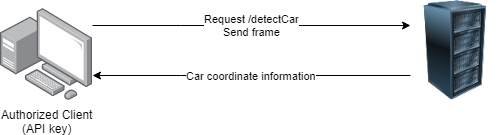 Request /detectCar
Send frame
Car coordinate information
Authorized Client
(API key)